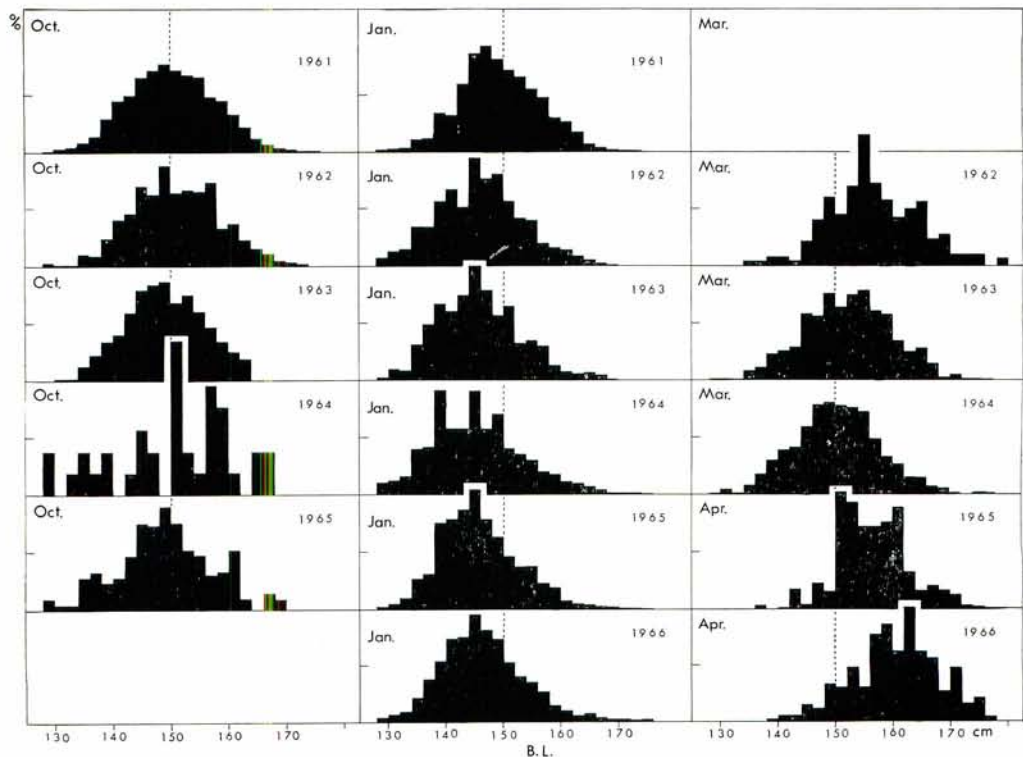 %
Oct.
1961
Jan.
1961
Mar.
Oct.
1962
Jan.
1962
Mar.
1962
Oct.
1963
Jan.
1963
Mar.
1963
Oct.
1964
Jan.
1964
Mar.
1964
Oct.
1965
Jan.
1965
Apr.
1965
Jan.
1966
Apr.
1966
130 140 150 160 170
130 140 150 160 170
130 140 150 160 170 cm
B.L.